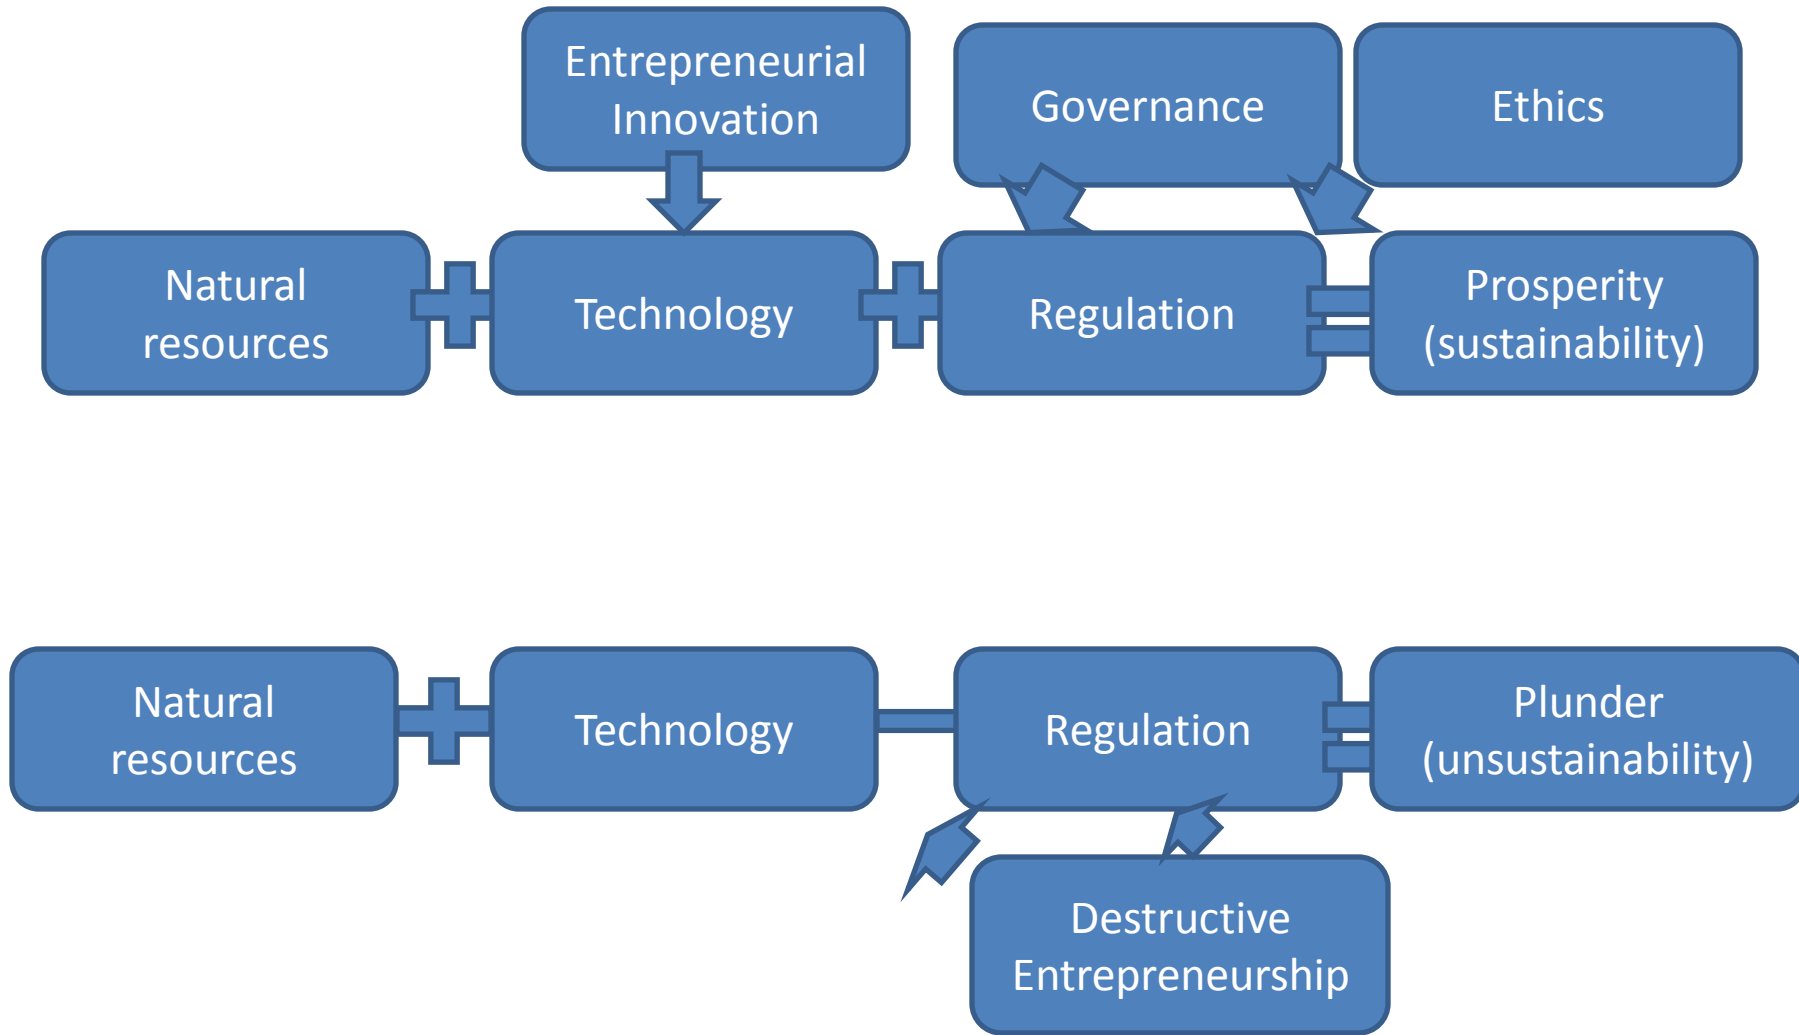 Entrepreneurial
Innovation
Governance
Ethics
Natural
resources
Technology
Regulation
Prosperity
(sustainability)
Natural
resources
Technology
Regulation
Plunder
(unsustainability)
Destructive
Entrepreneurship